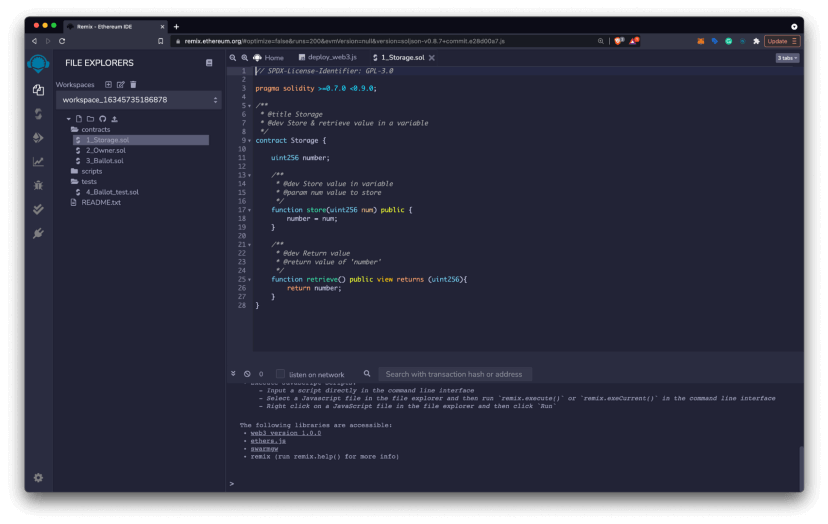 Remix - Ethereum IDE
remix.ethereum.org/#optimize=false&runs=200&evmVersion=null&version=soljson-v0.8.7+commit.e28d00a7.js
Update
FILE EXPLORERS
Workspaces
workspace_16345735186878
contracts
1_Storage.sol
2_Owner.sol
3_Ballot.sol
scripts
tests
4_Ballot_test.sol
README.txt
Home
deploy_web3.js
1_Storage.sol
2 tabs
1 // SPDX-License-Identifier: GPL-3.0
2
3 pragma solidity >=0.7.0 <0.9.0;
4
5 /**
6 * @title Storage
7 * @dev Store & retrieve value in a variable
8 */
9 contract Storage {
10
11 uint256 number;
12
13 /**
14 * @dev Store value in variable
15 * @param num value to store
16 */
17 function store(uint256 num) public {
18 number = num;
19 }
20
21 /**
22 * @dev Return value
23 * @return value of 'number'
24 */
25 function retrieve() public view returns (uint256){
26 return number;
27 }
28 }
0
listen on network
Search with transaction hash or address
• Execute JavaScript scripts:
- Input a script directly in the command line interface
- Select a Javascript file in the file explorer and then run `remix.execute()` or `remix.exeCurrent()` in the command line interface
- Right click on a JavaScript file in the file explorer and then click `Run`
The following libraries are accessible:
• web3 version 1.0.0
• ethers.js
• swarmgw
• remix (run remix.help() for more info)
>